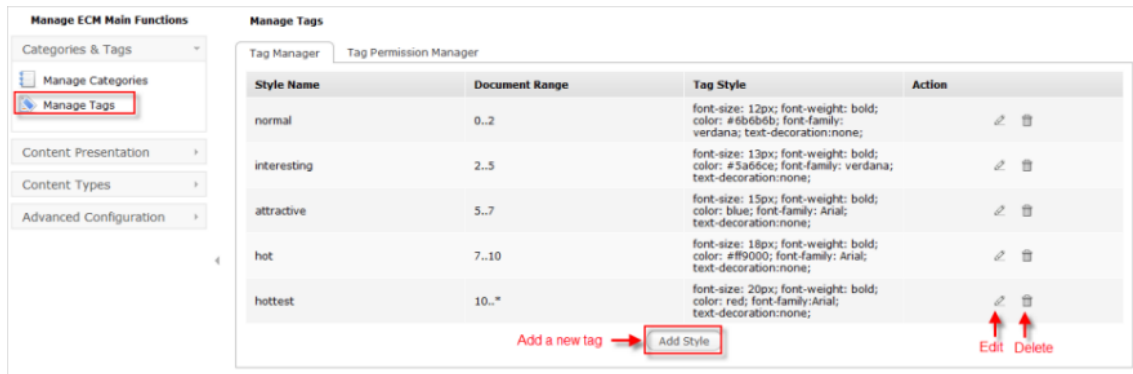 Manage ECM Main Functions
Categories & Tags
Manage Categories
Manage Tags
Content Presentation
Content Types
Advanced Configuration
Manage Tags
Tag Manager
Tag Permission Manager
Style Name Document Range Tag Style Action
normal 0..2 font-size: 12px; font-weight: bold;
color: #6b6b6b; font-family:
verdana; text-decoration:none;
interesting 2..5 font-size: 13px; font-weight: bold;
color: #5a66ce; font-family: verdana;
text-decoration:none;
attractive 5..7 font-size: 15px; font-weight: bold;
color: blue; font-family: Arial;
text-decoration:none;
hot 7..10 font-size: 18px; font-weight: bold;
color: #ff9000; font-family: Arial;
text-decoration:none;
hottest 10..* font-size: 20px; font-weight: bold;
color: red; font-family:Arial;
text-decoration:none;
Add a new tag Add Style
Edit Delete